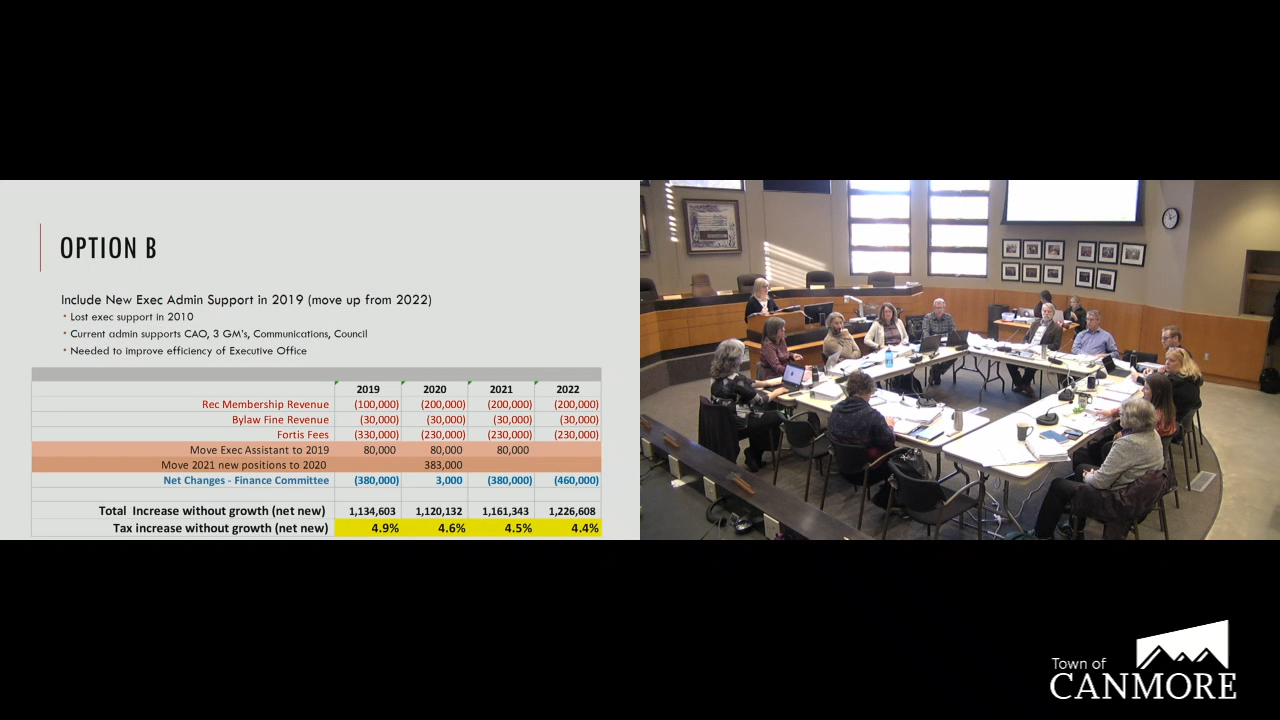 OPTION B
Include New Exec Admin Support in 2019 (move up from 2022)
• Lost exec support in 2010
• Current admin supports CAO, 3 GM's, Communications, Council
• Needed to improve efficiency of Executive Office
2019 2020 2021 2022
Rec Membership Revenue (100,000) (200,000) (200,000) (200,000)
Bylaw Fine Revenue (30,000) (30,000) (30,000) (30,000)
Fortis Fees (330,000) (230,000) (230,000) (230,000)
Move Exec Assistant to 2019 80,000 80,000 80,000
Move 2021 new positions to 2020 383,000
Net Changes - Finance Committee (380,000) 3,000 (380,000) (460,000)
Total Increase without growth (net new) 1,134,603 1,120,132 1,161,343 1,226,608
Tax increase without growth (net new) 4.9% 4.6% 4.5% 4.4%
Town of
CANMORE